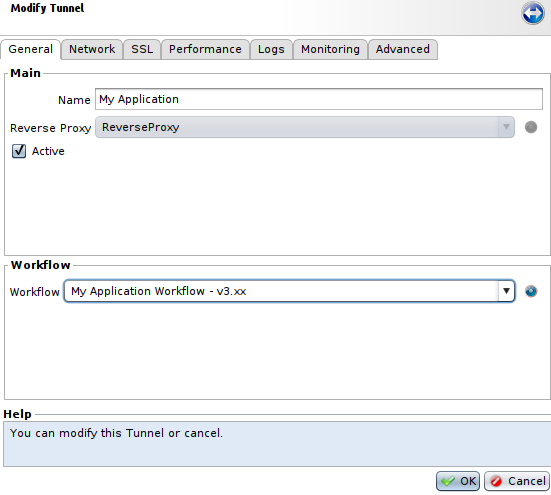 Modify Tunnel
General Network SSL Performance Logs Monitoring Advanced
Main
Name My Application
Reverse Proxy ReverseProxy
Active
Workflow
Workflow My Application Workflow - v3.xx
Help
You can modify this Tunnel or cancel.
OK Cancel